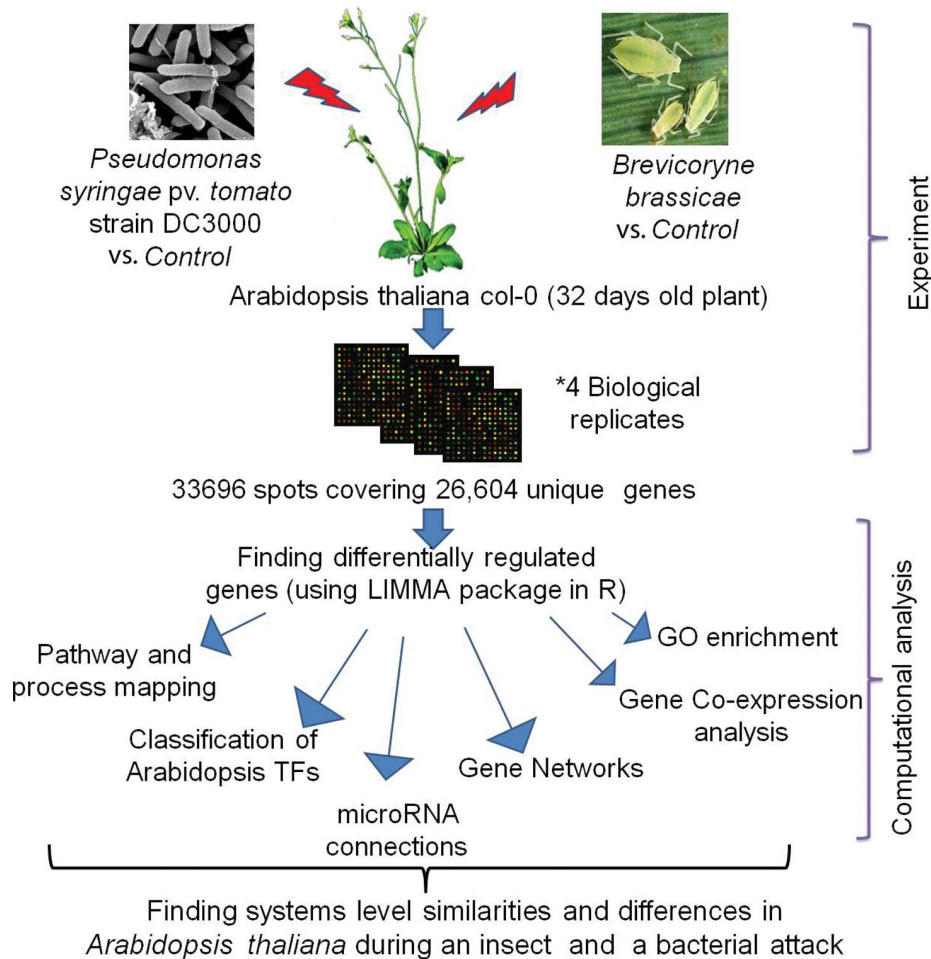 Pseudomonas
syringae pv. tomato
strain DC3000
vs. Control
Brevicoryne
brassicae
vs. Control
Arabidopsis thaliana col-0 (32 days old plant)
*4 Biological
replicates
33696 spots covering 26,604 unique genes
Experiment
Finding differentially regulated
genes (using LIMMA package in R)
Pathway and
process mapping
Classification of
Arabidopsis TFs
microRNA
connections
Gene Networks
Gene Co-expression
analysis
GO enrichment
Computational analysis
Finding systems level similarities and differences in
Arabidopsis thaliana during an insect and a bacterial attack